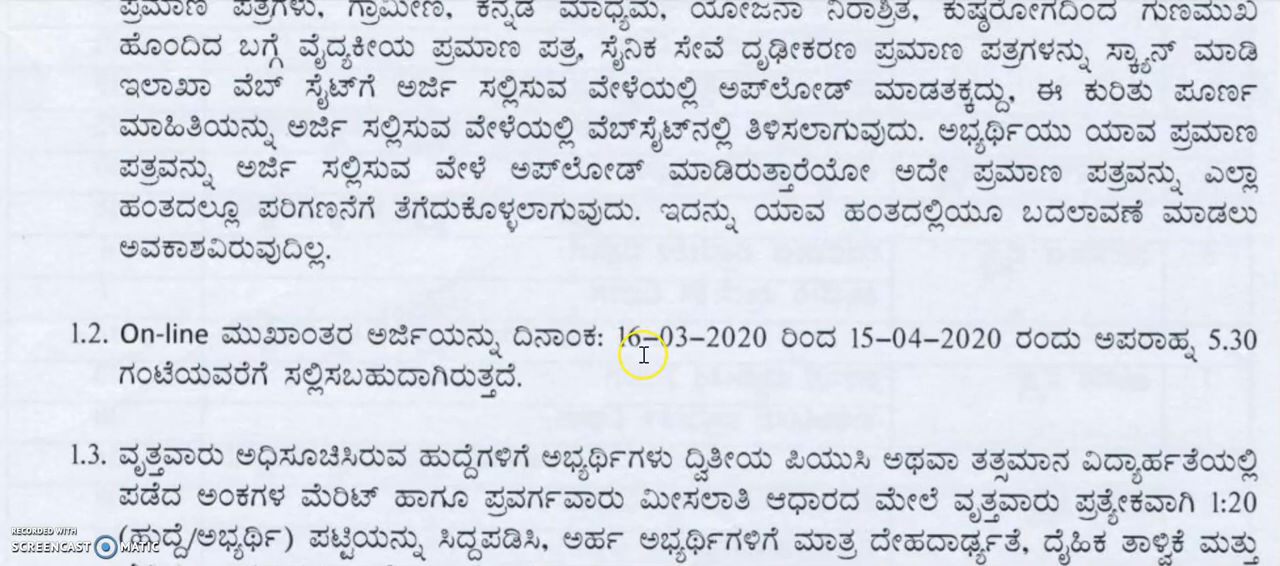 ಪ್ರಮಾಣ ಪತ್ರಗಳು, ಗ್ರಾಮೀಣ, ಕನ್ನಡ ಮಾಧ್ಯಮ, ಯೋಜನಾ ನಿರಾಶ್ರಿತ, ಕುಷ್ಠರೋಗದಿಂದ ಗುಣಮುಖ
ಹೊಂದಿದ ಬಗ್ಗೆ ವೈದ್ಯಕೀಯ ಪ್ರಮಾಣ ಪತ್ರ, ಸೈನಿಕ ಸೇವೆ ದೃಢೀಕರಣ ಪ್ರಮಾಣ ಪತ್ರಗಳನ್ನು ಸ್ಕ್ಯಾನ್ ಮಾಡಿ
ಇಲಾಖಾ ವೆಬ್ ಸೈಟ್‌ಗೆ ಅರ್ಜಿ ಸಲ್ಲಿಸುವ ವೇಳೆಯಲ್ಲಿ ಅಪ್‌ಲೋಡ್ ಮಾಡತಕ್ಕದ್ದು, ಈ ಕುರಿತು ಪೂರ್ಣ
ಮಾಹಿತಿಯನ್ನು ಅರ್ಜಿ ಸಲ್ಲಿಸುವ ವೇಳೆಯಲ್ಲಿ ವೆಬ್‌ಸೈಟ್‌ನಲ್ಲಿ ತಿಳಿಸಲಾಗುವುದು. ಅಭ್ಯರ್ಥಿಯು ಯಾವ ಪ್ರಮಾಣ
ಪತ್ರವನ್ನು ಅರ್ಜಿ ಸಲ್ಲಿಸುವ ವೇಳೆ ಅಪ್‌ಲೋಡ್ ಮಾಡಿರುತ್ತಾರೆಯೋ ಅದೇ ಪ್ರಮಾಣ ಪತ್ರವನ್ನು ಎಲ್ಲಾ
ಹಂತದಲ್ಲೂ ಪರಿಗಣನೆಗೆ ತೆಗೆದುಕೊಳ್ಳಲಾಗುವುದು. ಇದನ್ನು ಯಾವ ಹಂತದಲ್ಲಿಯೂ ಬದಲಾವಣೆ ಮಾಡಲು
ಅವಕಾಶವಿರುವುದಿಲ್ಲ.
1.2. On-line ಮುಖಾಂತರ ಅರ್ಜಿಯನ್ನು ದಿನಾಂಕ: 16-03-2020 ರಿಂದ 15-04-2020 ರಂದು ಅಪರಾಹ್ನ 5.30
ಗಂಟೆಯವರೆಗೆ ಸಲ್ಲಿಸಬಹುದಾಗಿರುತ್ತದೆ.
1.3. ವೃತ್ತವಾರು ಅಧಿಸೂಚಿಸಿರುವ ಹುದ್ದೆಗಳಿಗೆ ಅಭ್ಯರ್ಥಿಗಳು ದ್ವಿತೀಯ ಪಿಯುಸಿ ಅಥವಾ ತತ್ಸಮಾನ ವಿದ್ಯಾರ್ಹತೆಯಲ್ಲಿ
ಪಡೆದ ಅಂಕಗಳ ಮೆರಿಟ್ ಹಾಗೂ ಪ್ರವರ್ಗವಾರು ಮೀಸಲಾತಿ ಆಧಾರದ ಮೇಲೆ ವೃತ್ತವಾರು ಪ್ರತ್ಯೇಕವಾಗಿ 1:20
(ಹುದ್ದೆ/ಅಭ್ಯರ್ಥಿ) ಪಟ್ಟಿಯನ್ನು ಸಿದ್ದಪಡಿಸಿ, ಅರ್ಹ ಅಭ್ಯರ್ಥಿಗಳಿಗೆ ಮಾತ್ರ ದೇಹದಾರ್ಢ್ಯತೆ, ದೈಹಿಕ ತಾಳ್ವಿಕೆ ಮತ್ತು
RECORDED WITH
SCREENCAST MATIC